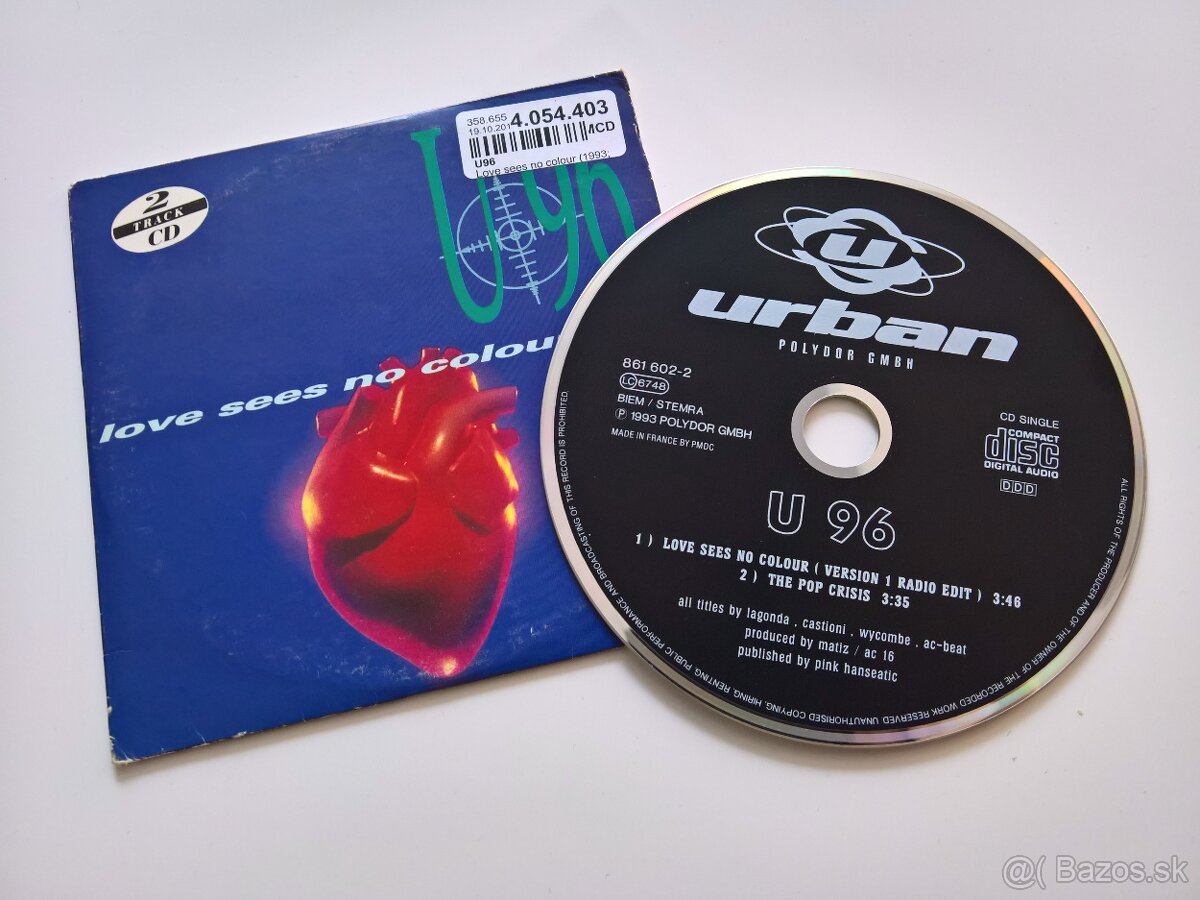 358.655
19.10.201
4.054.403
MCD
U96
Love sees no colour (1993;
2
TRACK
CD
U96
love sees no colou
U
urban
POLYDOR GMBH
861 602-2
LC 6748
BIEM / STEMRA
Ⓟ 1993 POLYDOR GMBH
MADE IN FRANCE BY PMDC
CD SINGLE
COMPACT
disc
DIGITAL AUDIO
DDD
U 96
1 ) LOVE SEES NO COLOUR ( VERSION 1 RADIO EDIT ) 3:46
2 ) THE POP CRISIS 3:35
all titles by lagonda . castioni . wycombe . ac-beat
produced by matiz / ac 16
published by pink hanseatic
ALL RIGHTS OF THE PRODUCER AND OF THE OWNER OF THE RECORDED WORK RESERVED. UNAUTHORISED COPYING, HIRING, RENTING, PUBLIC PERFORMANCE AND BROADCASTING OF THIS RECORD IS PROHIBITED.
@( Bazos.sk